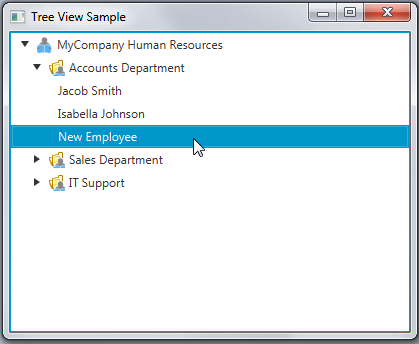 Tree View Sample
MyCompany Human Resources
Accounts Department
Jacob Smith
Isabella Johnson
New Employee
Sales Department
IT Support